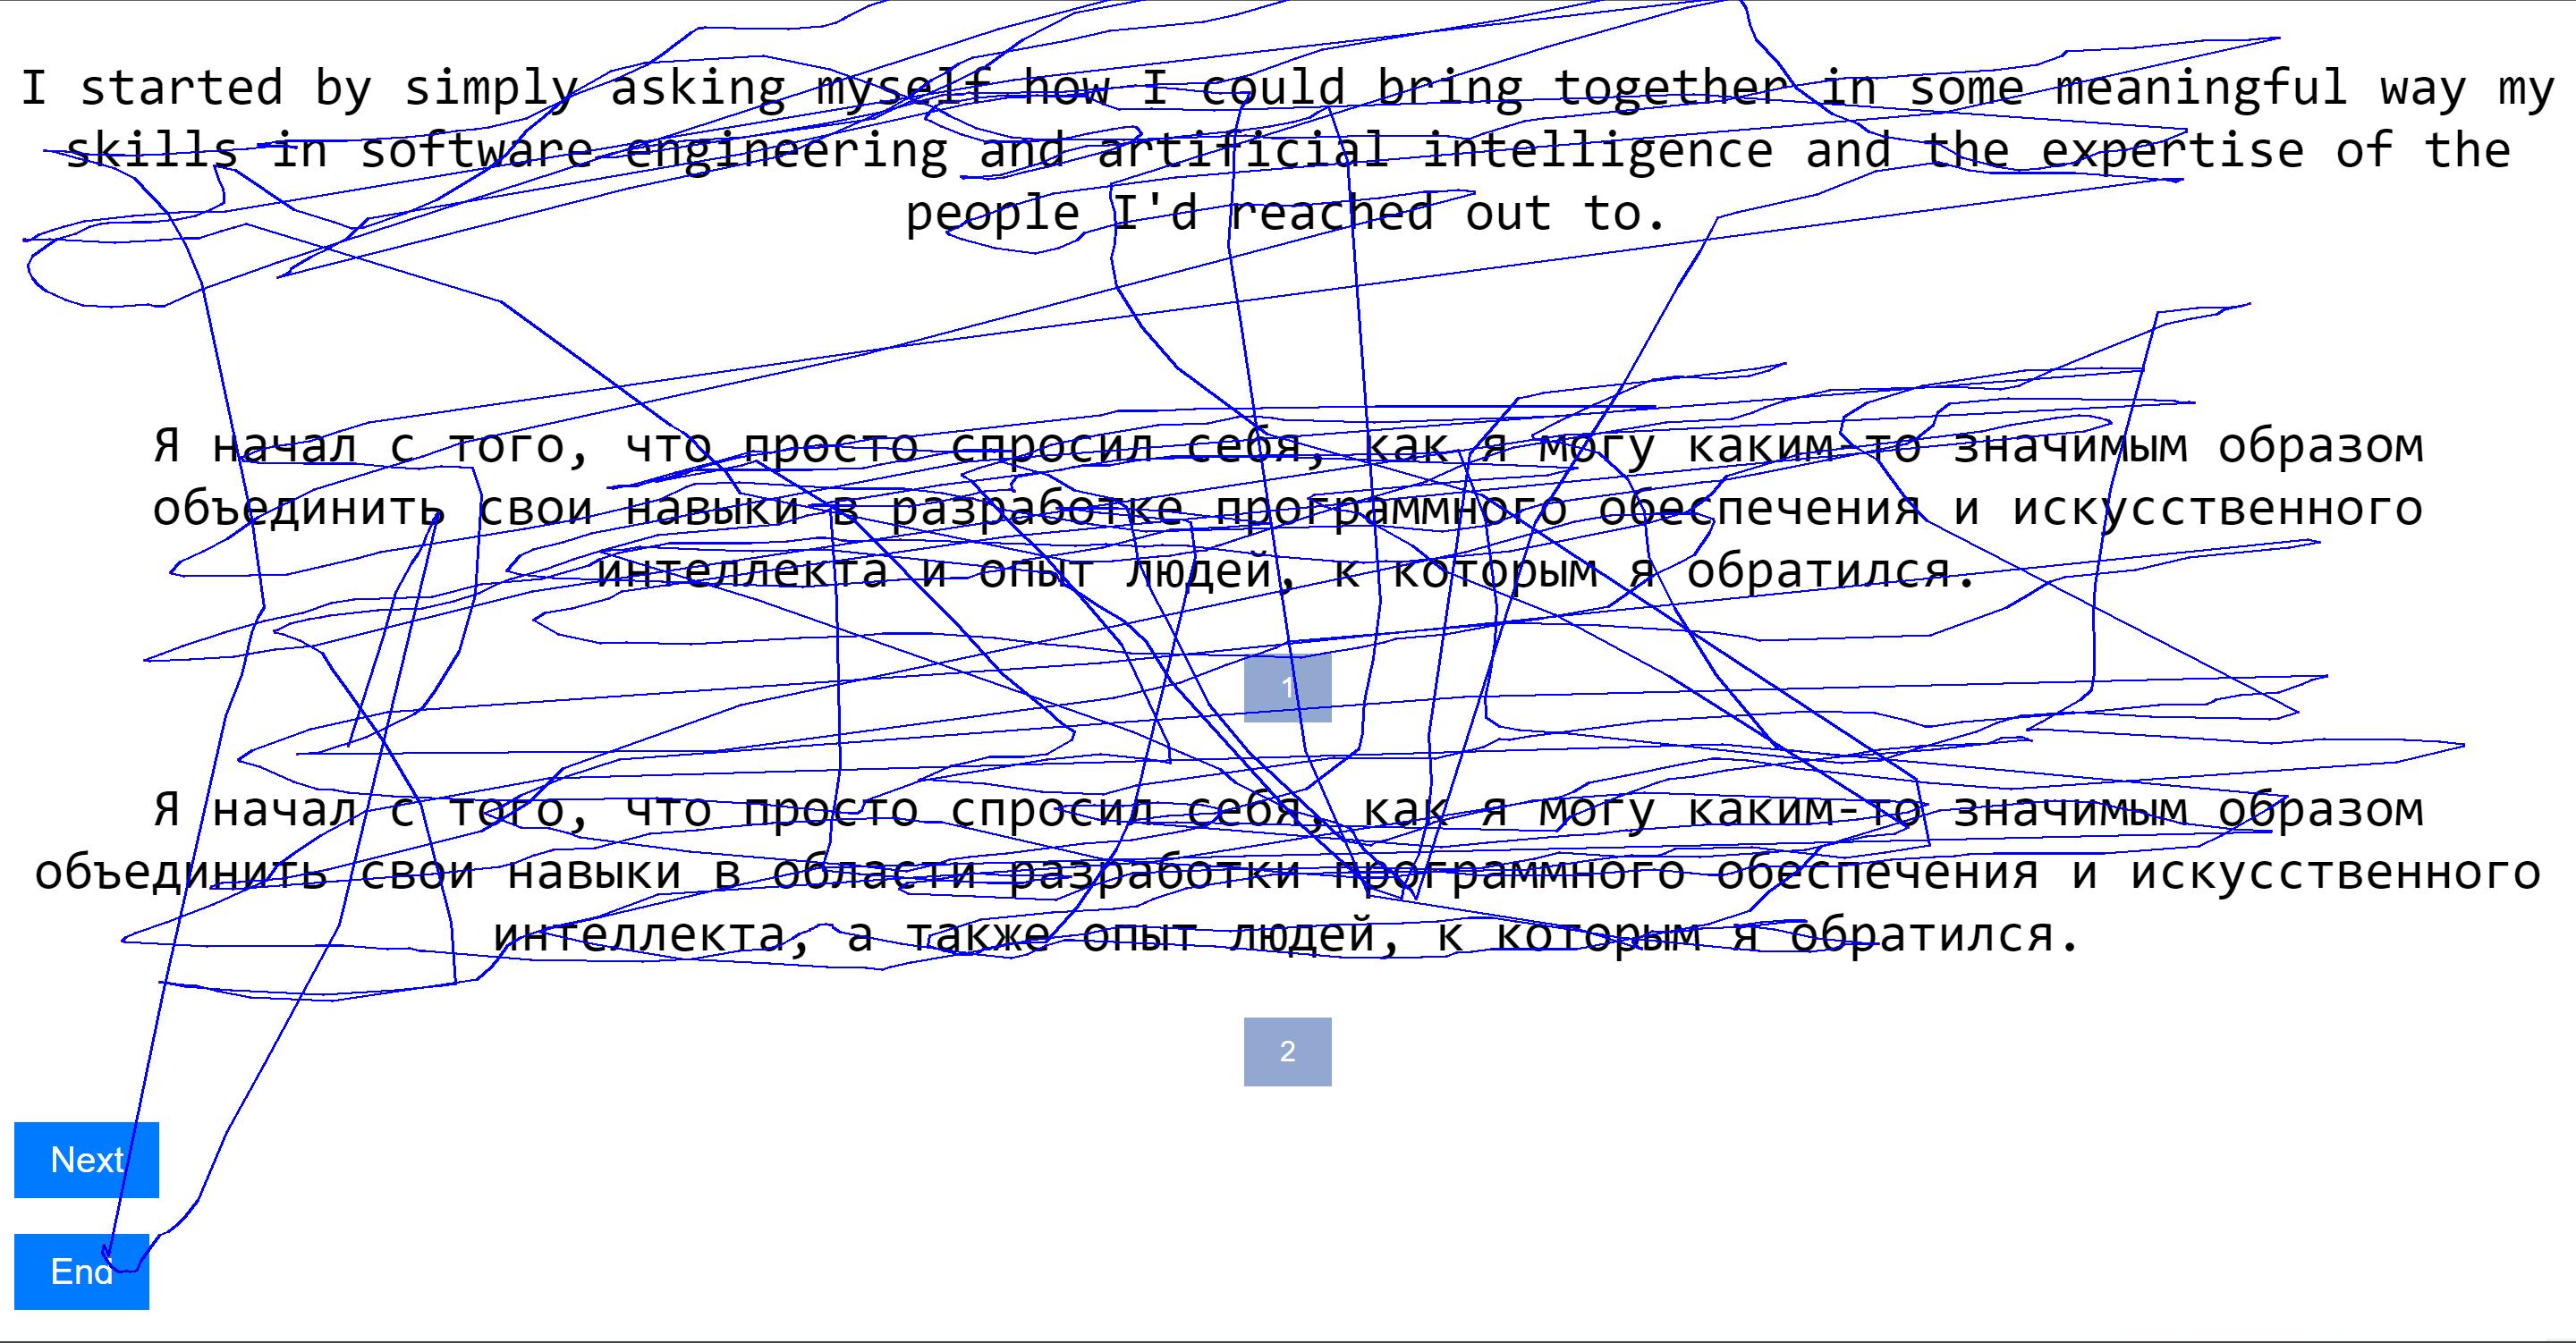 I started by simply asking myself how I could bring together in some meaningful way my
skills in software engineering and artificial intelligence and the expertise of the
people I'd reached out to.
Я начал с того, что просто спросил себя, как я могу каким-то значимым образом
объединить свои навыки в разработке программного обеспечения и искусственного
интеллекта и опыт людей, к которым я обратился.
1
Я начал с того, что просто спросил себя, как я могу каким-то значимым образом
объединить свои навыки в области разработки программного обеспечения и искусственного
интеллекта, а также опыт людей, к которым я обратился.
2
Next
End